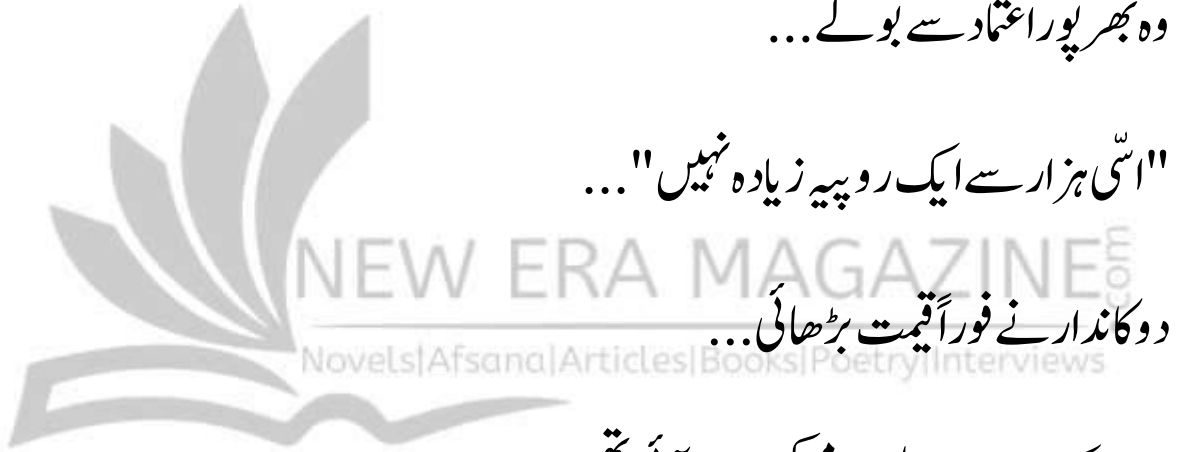 وہ بھرپور اعتماد سے بولے...
"اسّی ہزار سے ایک روپیہ زیادہ نہیں"...
NEW ERA MAGAZINE.com
دوکاندار نے فوراً قیمت بڑھائی...
Novels|Afsana|Articles|Books|Poetry|Interviews